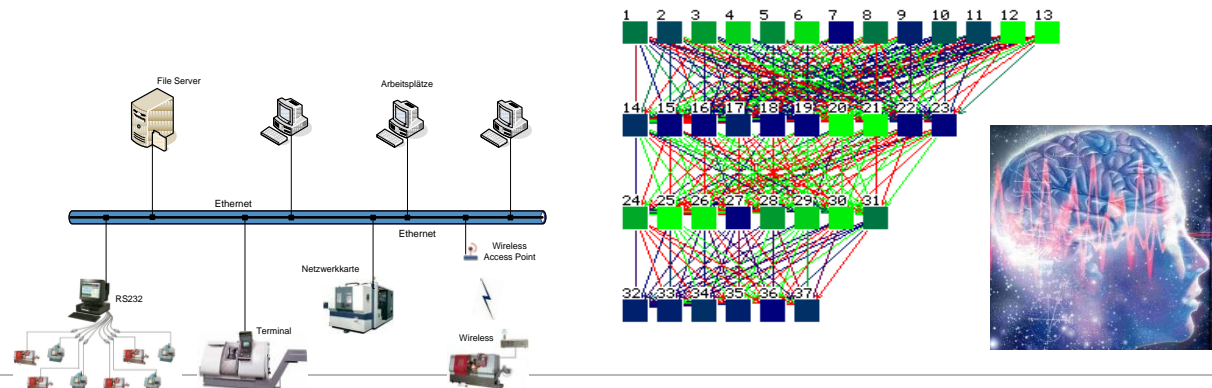 File Server
Arbeitsplätze
Ethernet
Ethernet
Wireless
Access Point
Netzwerkkarte
RS232
Terminal
Wireless
1 2 3 4 5 6 7 8 9 10 11 12 13
14 15 16 17 18 19 20 21 22 23
24 25 26 27 28 29 30 31
32 33 34 35 36 37